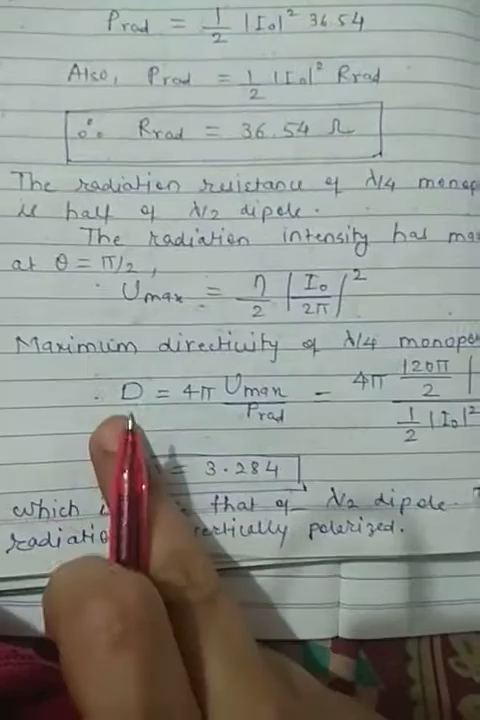 Prad = 1/2 |I₀|² 36.54
Also, Prad = 1/2 |I₀|² Rrad
∴ Rrad = 36.54 Ω
The radiation resistance of λ/4 monop
is half of λ/2 dipole.
The radiation intensity has max
at θ = π/2,
Umax = η/2 |I₀/2π|²
Maximum directivity of λ/4 monopo
∴ D = 4π Umax/Prad = 4π 120π/2 | / 1/2 |I₀|²
= 3.284
which that of λ/2 dipole.
radiatio vertically polarized.